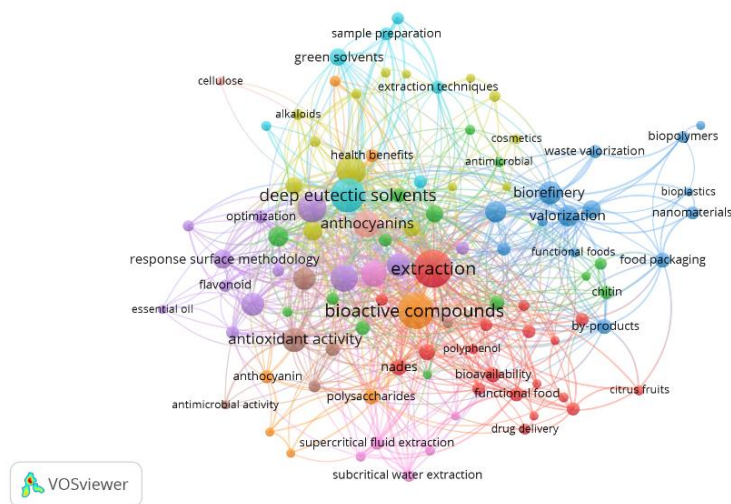 sample preparation
green solvents
cellulose
extraction techniques
alkaloids
cosmetics
waste valorization
biopolymers
health benefits
antimicrobial
deep eutectic solvents
biorefinery
bioplastics
optimization
anthocyanins
valorization
nanomaterials
response surface methodology
extraction
functional foods
food packaging
flavonoid
chitin
essential oil
bioactive compounds
by-products
antioxidant activity
polyphenol
nades
anthocyanin
bioavailability
polysaccharides
functional food
citrus fruits
antimicrobial activity
drug delivery
supercritical fluid extraction
subcritical water extraction
VOSviewer